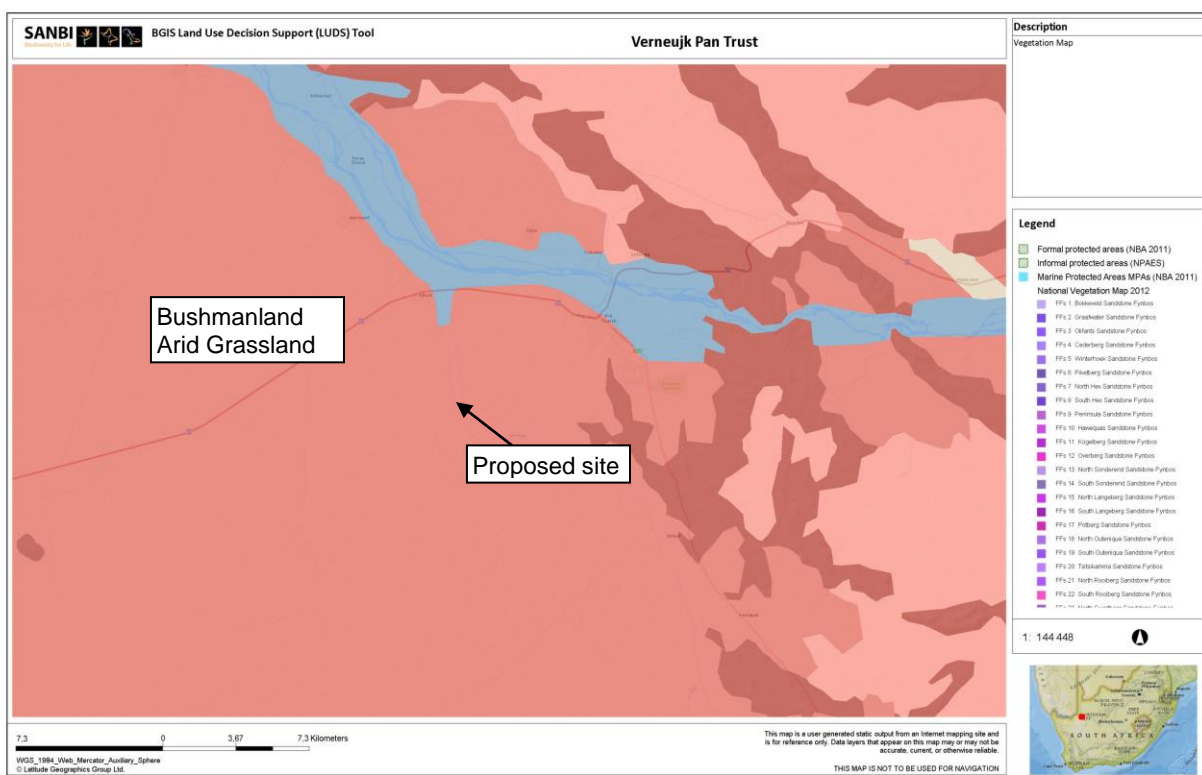 SANBI
Biodiversity for Life
BGIS Land Use Decision Support (LUDS) Tool
Verneujk Pan Trust
Bushmanland
Arid Grassland
Proposed site
Description
Vegetation Map
Legend
Formal protected areas (NBA 2011)
Informal protected areas (NPAES)
Marine Protected Areas MPAs (NBA 2011)
National Vegetation Map 2012
FFs 1 Bokkeveld Sandstone Fynbos
FFs 2 Graafwater Sandstone Fynbos
FFs 3 Olifants Sandstone Fynbos
FFs 4 Cederberg Sandstone Fynbos
FFs 5 Winterhoek Sandstone Fynbos
FFs 6 Piketberg Sandstone Fynbos
FFs 7 North Hex Sandstone Fynbos
FFs 8 South Hex Sandstone Fynbos
FFs 9 Peninsula Sandstone Fynbos
FFs 10 Hawequas Sandstone Fynbos
FFs 11 Kogelberg Sandstone Fynbos
FFs 12 Overberg Sandstone Fynbos
FFs 13 North Sonderend Sandstone Fynbos
FFs 14 South Sonderend Sandstone Fynbos
FFs 15 North Langeberg Sandstone Fynbos
FFs 16 South Langeberg Sandstone Fynbos
FFs 17 Potberg Sandstone Fynbos
FFs 18 North Outeniqua Sandstone Fynbos
FFs 19 South Outeniqua Sandstone Fynbos
FFs 20 Tsitsikamma Sandstone Fynbos
FFs 21 North Rooiberg Sandstone Fynbos
FFs 22 South Rooiberg Sandstone Fynbos
1: 144 448
SOUTH AFRICA
7,3 0 3,67 7,3 Kilometers
WGS_1984_Web_Mercator_Auxiliary_Sphere
© Latitude Geographics Group Ltd.
This map is a user generated static output from an Internet mapping site and
is for reference only. Data layers that appear on this map may or may not be
accurate, current, or otherwise reliable.
THIS MAP IS NOT TO BE USED FOR NAVIGATION